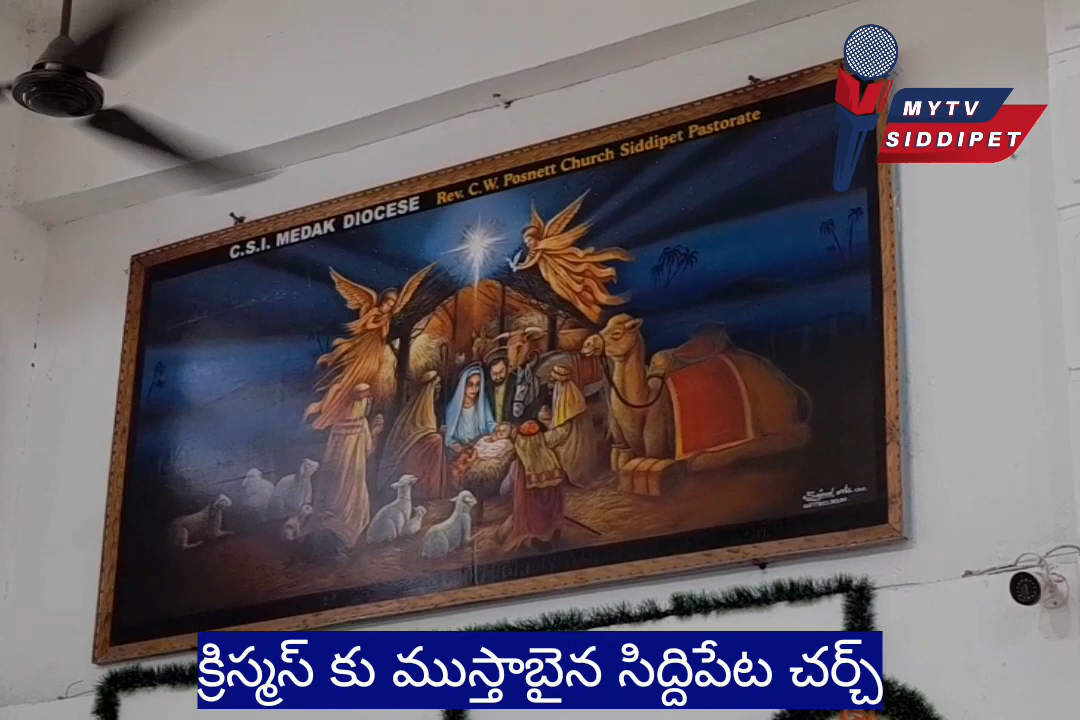 MYTV
SIDDIPET
C.S.I. MEDAK DIOCESE Rev. C.W. Posnett Church Siddipet Pastorate
క్రిస్మస్ కు ముస్తాబైన సిద్దిపేట చర్చ్